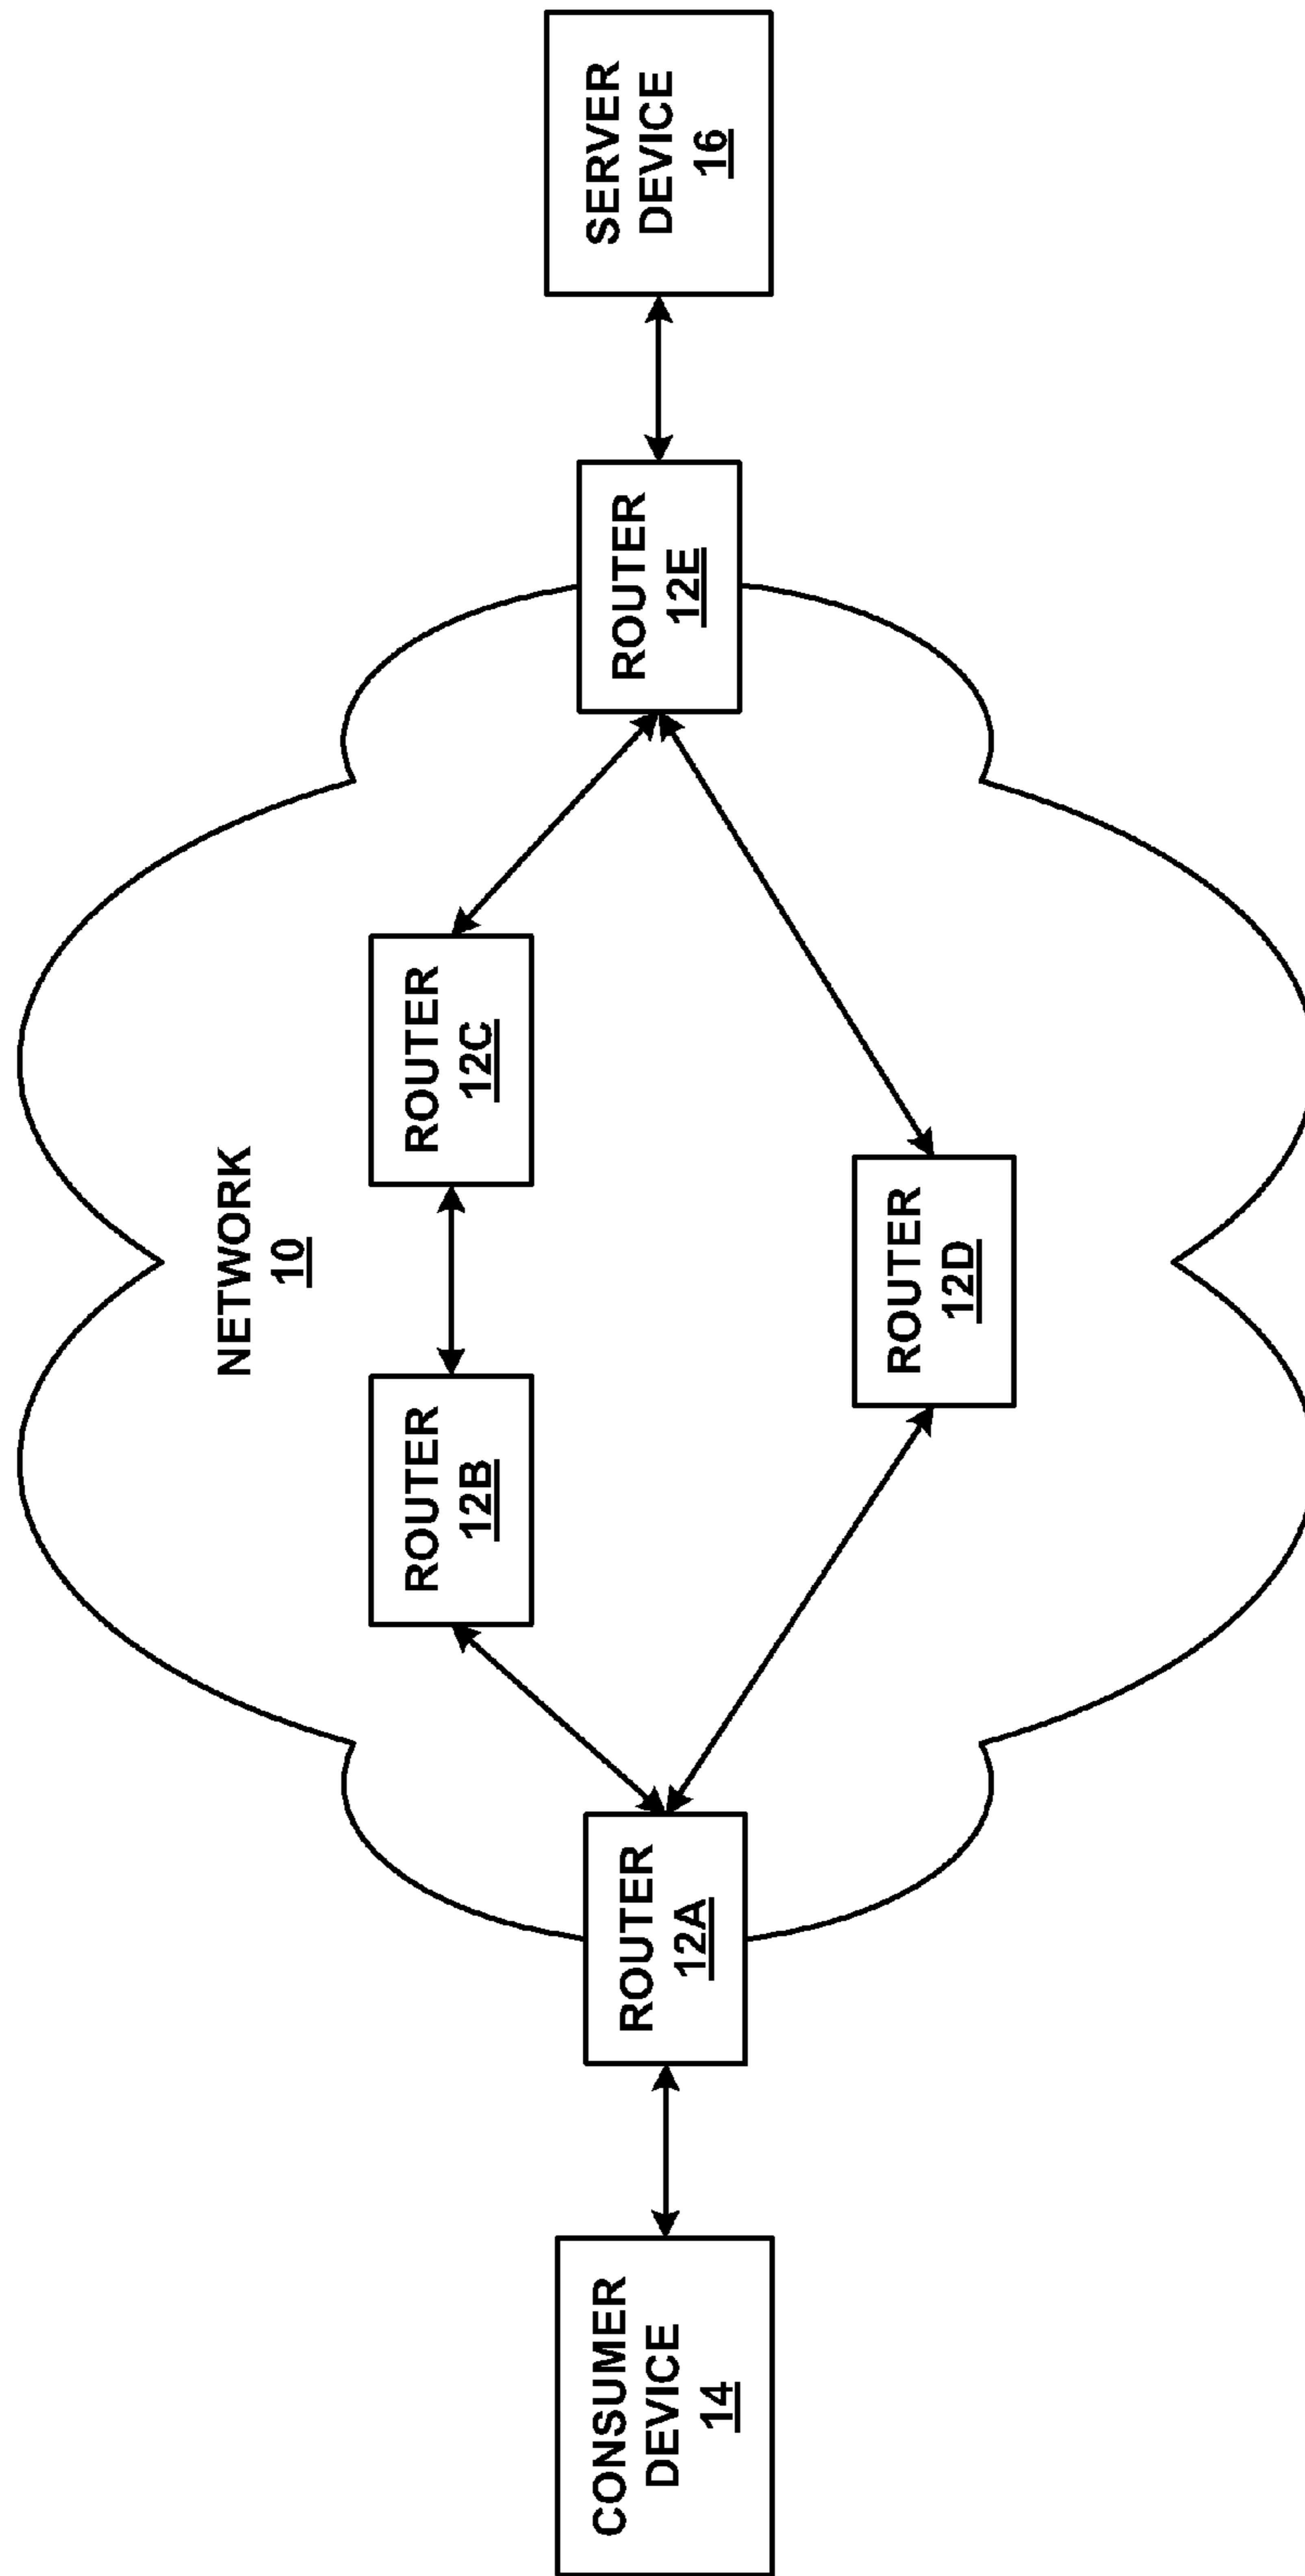 NETWORK
10
ROUTER
12B
ROUTER
12C
CONSUMER
DEVICE
14
ROUTER
12A
ROUTER
12E
SERVER
DEVICE
16
ROUTER
12D